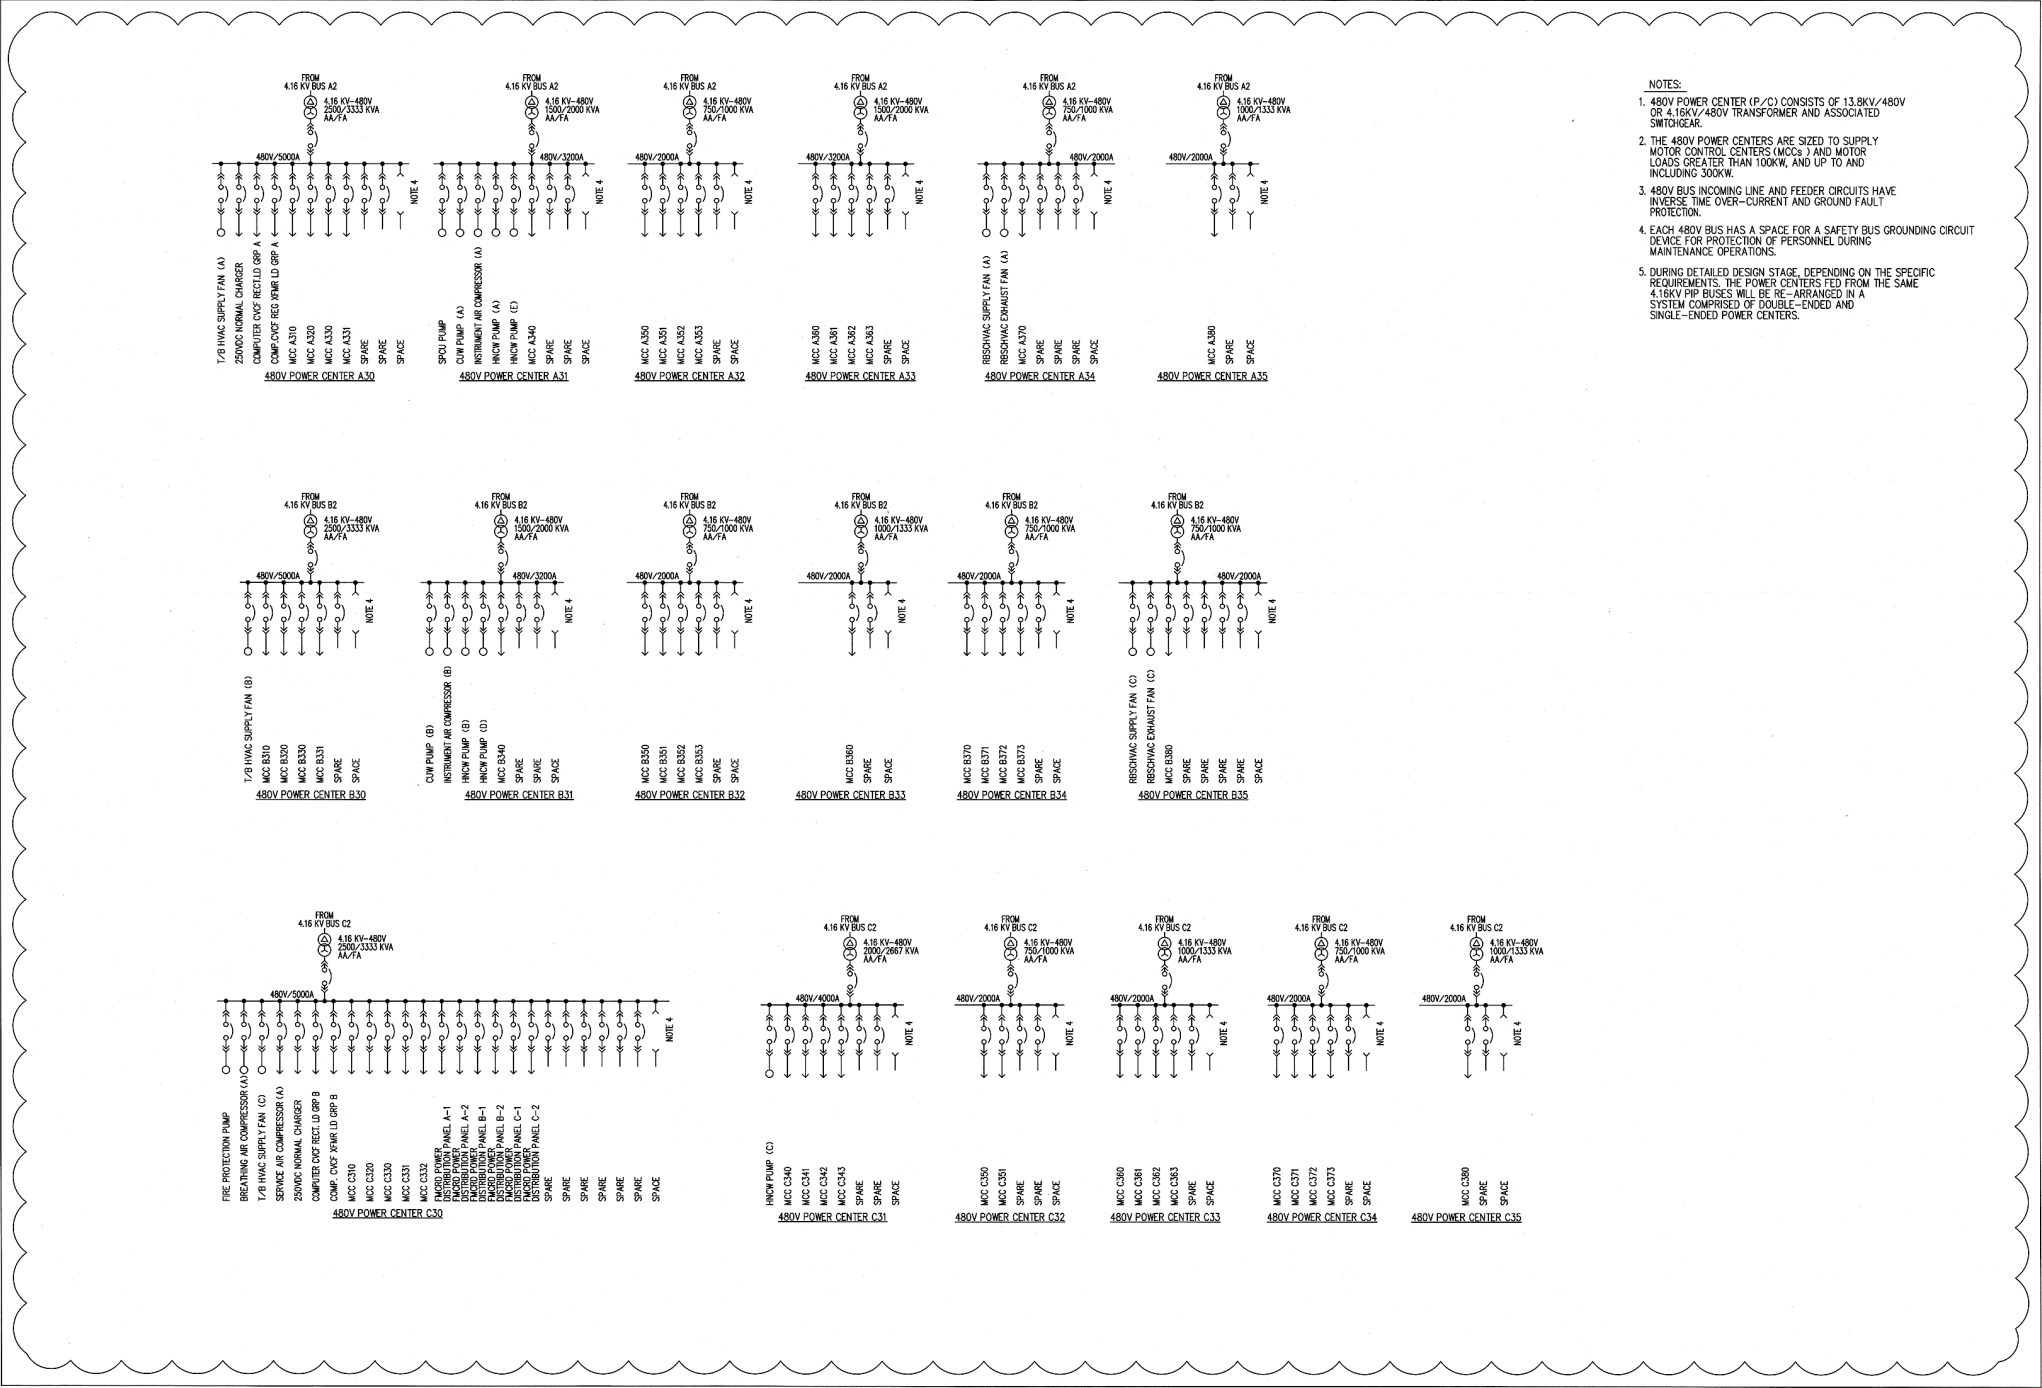 FROM
4.16 KV BUS A2
4.16 KV-480V
2500/3333 KVA
AA/FA
480V/5000A
NOTE 4
T/B HVAC SUPPLY FAN (A)
250VDC NORMAL CHARGER
COMPUTER CVCF RECT.LD GRP A
COMP.CVCF REG XFMR LD GRP A
MCC A310
MCC A320
MCC A330
MCC A331
SPARE
SPARE
SPACE
480V POWER CENTER A30
FROM
4.16 KV BUS A2
4.16 KV-480V
1500/2000 KVA
AA/FA
480V/3200A
NOTE 4
SPCU PUMP
CUW PUMP (A)
INSTRUMENT AIR COMPRESSOR (A)
HNCW PUMP (A)
HNCW PUMP (E)
MCC A340
SPARE
SPARE
SPACE
480V POWER CENTER A31
FROM
4.16 KV BUS A2
4.16 KV-480V
750/1000 KVA
AA/FA
480V/2000A
NOTE 4
MCC A350
MCC A351
MCC A352
MCC A353
SPARE
SPACE
480V POWER CENTER A32
FROM
4.16 KV BUS A2
4.16 KV-480V
1500/2000 KVA
AA/FA
480V/3200A
NOTE 4
MCC A360
MCC A361
MCC A362
MCC A363
SPARE
SPACE
480V POWER CENTER A33
FROM
4.16 KV BUS A2
4.16 KV-480V
750/1000 KVA
AA/FA
480V/2000A
NOTE 4
RBSCHVAC SUPPLY FAN (A)
RBSCHVAC EXHAUST FAN (A)
MCC A370
SPARE
SPARE
SPARE
SPACE
480V POWER CENTER A34
FROM
4.16 KV BUS A2
4.16 KV-480V
1000/1333 KVA
AA/FA
480V/2000A
NOTE 4
MCC A380
SPARE
SPACE
480V POWER CENTER A35
NOTES:
1. 480V POWER CENTER (P/C) CONSISTS OF 13.8KV/480V
OR 4.16KV/480V TRANSFORMER AND ASSOCIATED
SWITCHGEAR.
2. THE 480V POWER CENTERS ARE SIZED TO SUPPLY
MOTOR CONTROL CENTERS (MCCs ) AND MOTOR
LOADS GREATER THAN 100KW, AND UP TO AND
INCLUDING 300KW.
3. 480V BUS INCOMING LINE AND FEEDER CIRCUITS HAVE
INVERSE TIME OVER-CURRENT AND GROUND FAULT
PROTECTION.
4. EACH 480V BUS HAS A SPACE FOR A SAFETY BUS GROUNDING CIRCUIT
DEVICE FOR PROTECTION OF PERSONNEL DURING
MAINTENANCE OPERATIONS.
5. DURING DETAILED DESIGN STAGE, DEPENDING ON THE SPECIFIC
REQUIREMENTS. THE POWER CENTERS FED FROM THE SAME
4.16KV PIP BUSES WILL BE RE-ARRANGED IN A
SYSTEM COMPRISED OF DOUBLE-ENDED AND
SINGLE-ENDED POWER CENTERS.
FROM
4.16 KV BUS B2
4.16 KV-480V
2500/3333 KVA
AA/FA
480V/5000A
NOTE 4
T/B HVAC SUPPLY FAN (B)
MCC B310
MCC B320
MCC B330
MCC B331
SPARE
SPACE
480V POWER CENTER B30
FROM
4.16 KV BUS B2
4.16 KV-480V
1500/2000 KVA
AA/FA
480V/3200A
NOTE 4
CUW PUMP (B)
INSTRUMENT AIR COMPRESSOR (B)
HNCW PUMP (B)
HNCW PUMP (D)
MCC B340
SPARE
SPARE
SPACE
480V POWER CENTER B31
FROM
4.16 KV BUS B2
4.16 KV-480V
750/1000 KVA
AA/FA
480V/2000A
NOTE 4
MCC B350
MCC B351
MCC B352
MCC B353
SPARE
SPACE
480V POWER CENTER B32
FROM
4.16 KV BUS B2
4.16 KV-480V
1000/1333 KVA
AA/FA
480V/2000A
NOTE 4
MCC B360
SPARE
SPACE
480V POWER CENTER B33
FROM
4.16 KV BUS B2
4.16 KV-480V
750/1000 KVA
AA/FA
480V/2000A
NOTE 4
MCC B370
MCC B371
MCC B372
MCC B373
SPARE
SPACE
480V POWER CENTER B34
FROM
4.16 KV BUS B2
4.16 KV-480V
750/1000 KVA
AA/FA
480V/2000A
NOTE 4
RBSCHVAC SUPPLY FAN (C)
RBSCHVAC EXHAUST FAN (C)
MCC B380
SPARE
SPARE
SPARE
SPARE
SPACE
480V POWER CENTER B35
FROM
4.16 KV BUS C2
4.16 KV-480V
2500/3333 KVA
AA/FA
480V/5000A
NOTE 4
FIRE PROTECTION PUMP
BREATHING AIR COMPRESSOR(A)
T/B HVAC SUPPLY FAN (C)
SERVICE AIR COMPRESSOR (A)
250VDC NORMAL CHARGER
COMPUTER CVCF RECT. LD GRP B
COMP. CVCF XFMR LD GRP B
MCC C310
MCC C320
MCC C330
MCC C331
MCC C332
FMCRD POWER
DISTRIBUTION PANEL A-1
FMCRD POWER
DISTRIBUTION PANEL A-2
FMCRD POWER
DISTRIBUTION PANEL B-1
FMCRD POWER
DISTRIBUTION PANEL B-2
FMCRD POWER
DISTRIBUTION PANEL C-1
FMCRD POWER
DISTRIBUTION PANEL C-2
SPARE
SPARE
SPARE
SPARE
SPARE
SPARE
SPACE
480V POWER CENTER C30
FROM
4.16 KV BUS C2
4.16 KV-480V
2000/2667 KVA
AA/FA
480V/4000A
NOTE 4
HNCW PUMP (C)
MCC C340
MCC C341
MCC C342
MCC C343
SPARE
SPARE
SPACE
480V POWER CENTER C31
FROM
4.16 KV BUS C2
4.16 KV-480V
750/1000 KVA
AA/FA
480V/2000A
NOTE 4
MCC C350
MCC C351
SPARE
SPARE
SPACE
480V POWER CENTER C32
FROM
4.16 KV BUS C2
4.16 KV-480V
1000/1333 KVA
AA/FA
480V/2000A
NOTE 4
MCC C360
MCC C361
MCC C362
MCC C363
SPARE
SPACE
480V POWER CENTER C33
FROM
4.16 KV BUS C2
4.16 KV-480V
750/1000 KVA
AA/FA
480V/2000A
NOTE 4
MCC C370
MCC C371
MCC C372
MCC C373
SPARE
SPACE
480V POWER CENTER C34
FROM
4.16 KV BUS C2
4.16 KV-480V
1000/1333 KVA
AA/FA
480V/2000A
NOTE 4
MCC C380
SPARE
SPACE
480V POWER CENTER C35